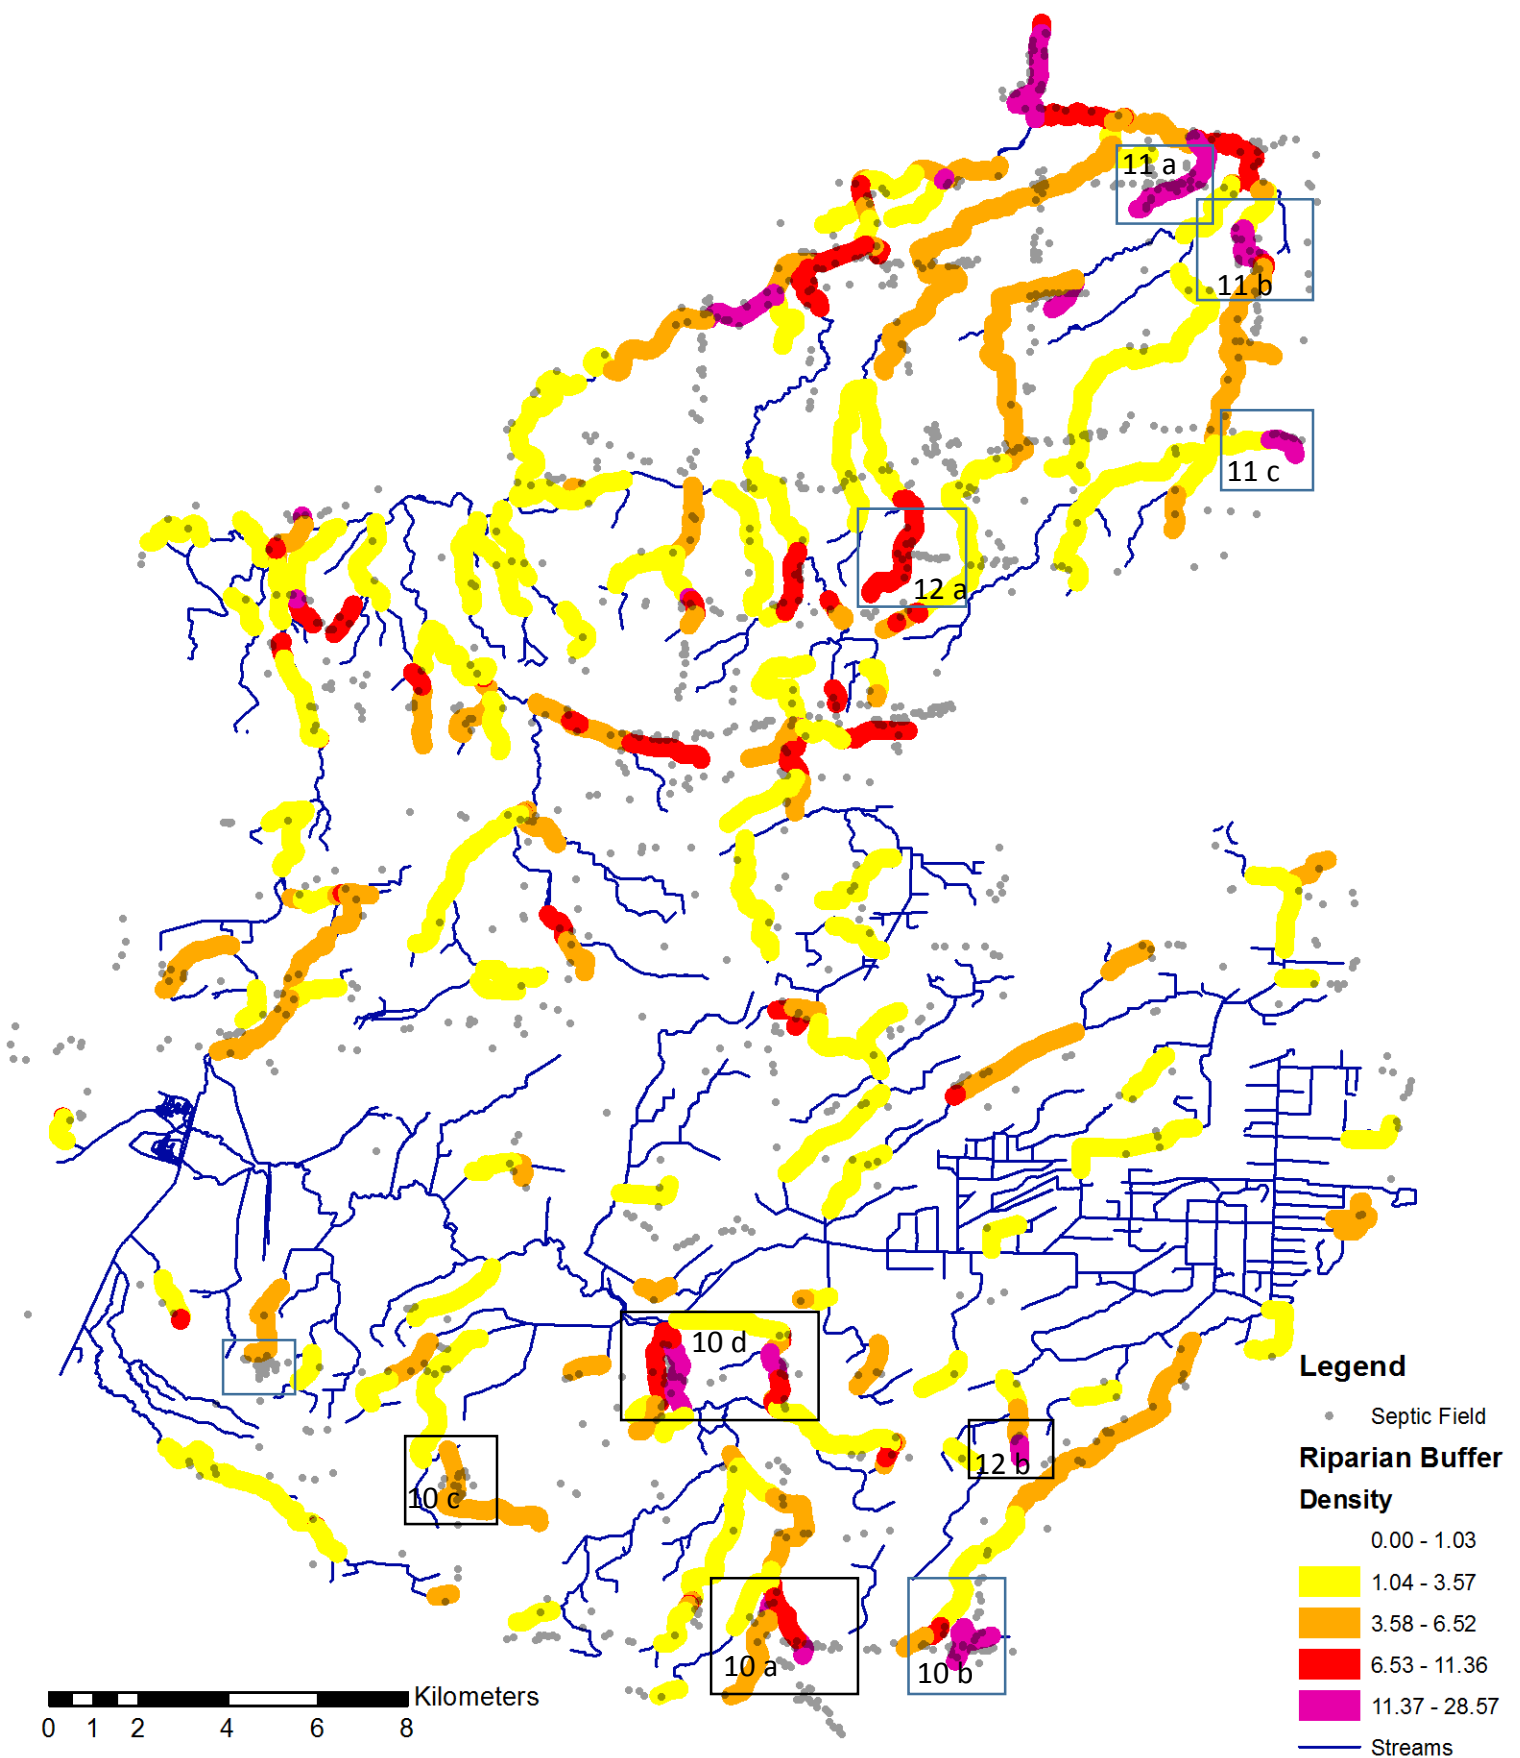 11 a
11 b
11 c
12 a
10 d
12 b
10 c
10 a
10 b
Legend
Septic Field
Riparian Buffer
Density
0.00 - 1.03
1.04 - 3.57
3.58 - 6.52
6.53 - 11.36
11.37 - 28.57
Streams
Kilometers
0 1 2 4 6 8